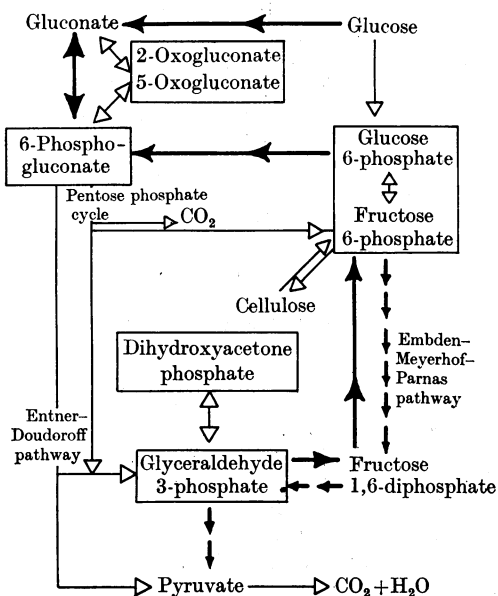 Gluconate
Glucose
2-Oxogluconate
5-Oxogluconate
6-Phospho-
gluconate
Glucose
6-phosphate
Pentose phosphate
cycle
CO₂
Fructose
6-phosphate
Cellulose
Dihydroxyacetone
phosphate
Embden-
Meyerhof-
Parnas
pathway
Entner-
Doudoroff
pathway
Glyceraldehyde
3-phosphate
Fructose
1,6-diphosphate
Pyruvate
CO₂+H₂O